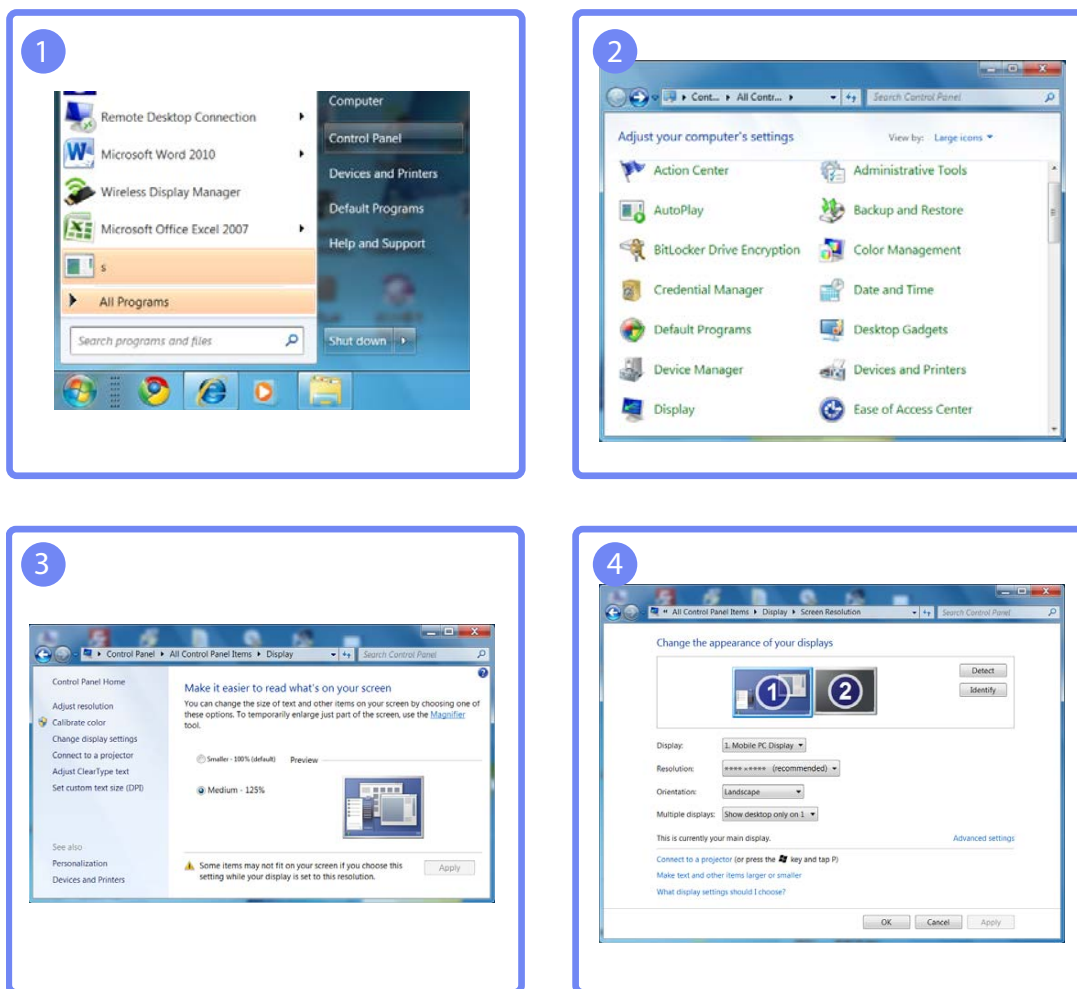 1
Remote Desktop Connection
Microsoft Word 2010
Wireless Display Manager
Microsoft Office Excel 2007
s
All Programs
Search programs and files
Computer
Control Panel
Devices and Printers
Default Programs
Help and Support
Shut down
2
Cont... All Contr...
Search Control Panel
Adjust your computer's settings
View by: Large icons
Action Center
Administrative Tools
AutoPlay
Backup and Restore
BitLocker Drive Encryption
Color Management
Credential Manager
Date and Time
Default Programs
Desktop Gadgets
Device Manager
Devices and Printers
Display
Ease of Access Center
3
Control Panel All Control Panel Items Display
Search Control Panel
Control Panel Home
Adjust resolution
Calibrate color
Change display settings
Connect to a projector
Adjust ClearType text
Set custom text size (DPI)
See also
Personalization
Devices and Printers
Make it easier to read what's on your screen
You can change the size of text and other items on your screen by choosing one of
these options. To temporarily enlarge just part of the screen, use the Magnifier
tool.
Smaller - 100% (default) Preview
Medium - 125%
Some items may not fit on your screen if you choose this
setting while your display is set to this resolution.
Apply
4
All Control Panel Items Display Screen Resolution
Search Control Panel
Change the appearance of your displays
1 2
Detect
Identify
Display: 1. Mobile PC Display
Resolution: **** x**** (recommended)
Orientation: Landscape
Multiple displays: Show desktop only on 1
This is currently your main display.
Advanced settings
Connect to a projector (or press the key and tap P)
Make text and other items larger or smaller
What display settings should I choose?
OK Cancel Apply